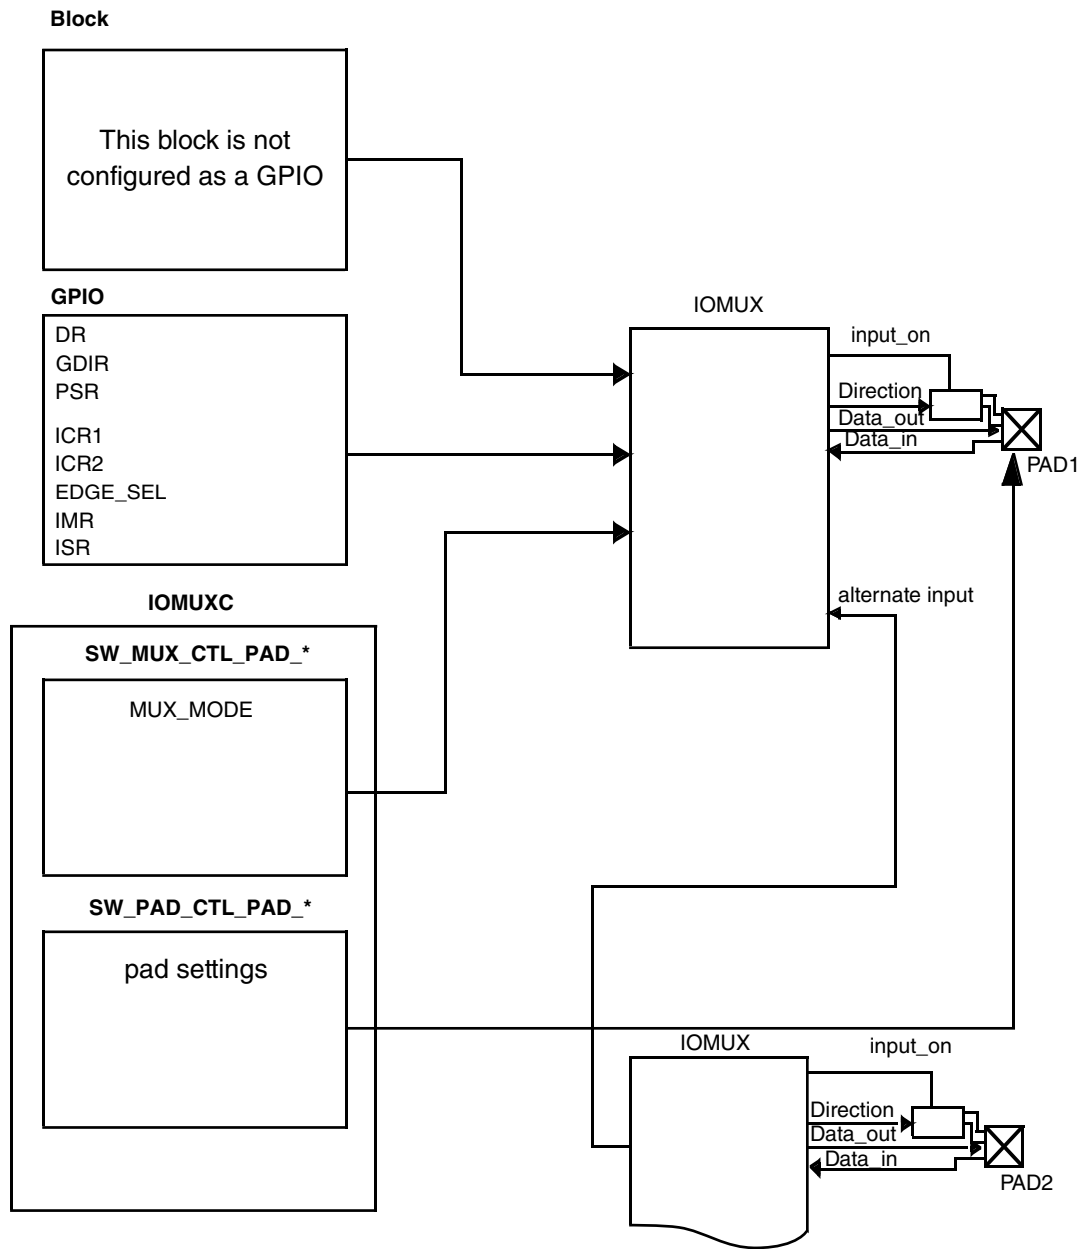 Block
This block is not
configured as a GPIO
GPIO
DR
GDIR
PSR
ICR1
ICR2
EDGE_SEL
IMR
ISR
IOMUX
input_on
Direction
Data_out
Data_in
PAD1
alternate input
IOMUXC
SW_MUX_CTL_PAD_*
MUX_MODE
SW_PAD_CTL_PAD_*
pad settings
IOMUX
input_on
Direction
Data_out
Data_in
PAD2